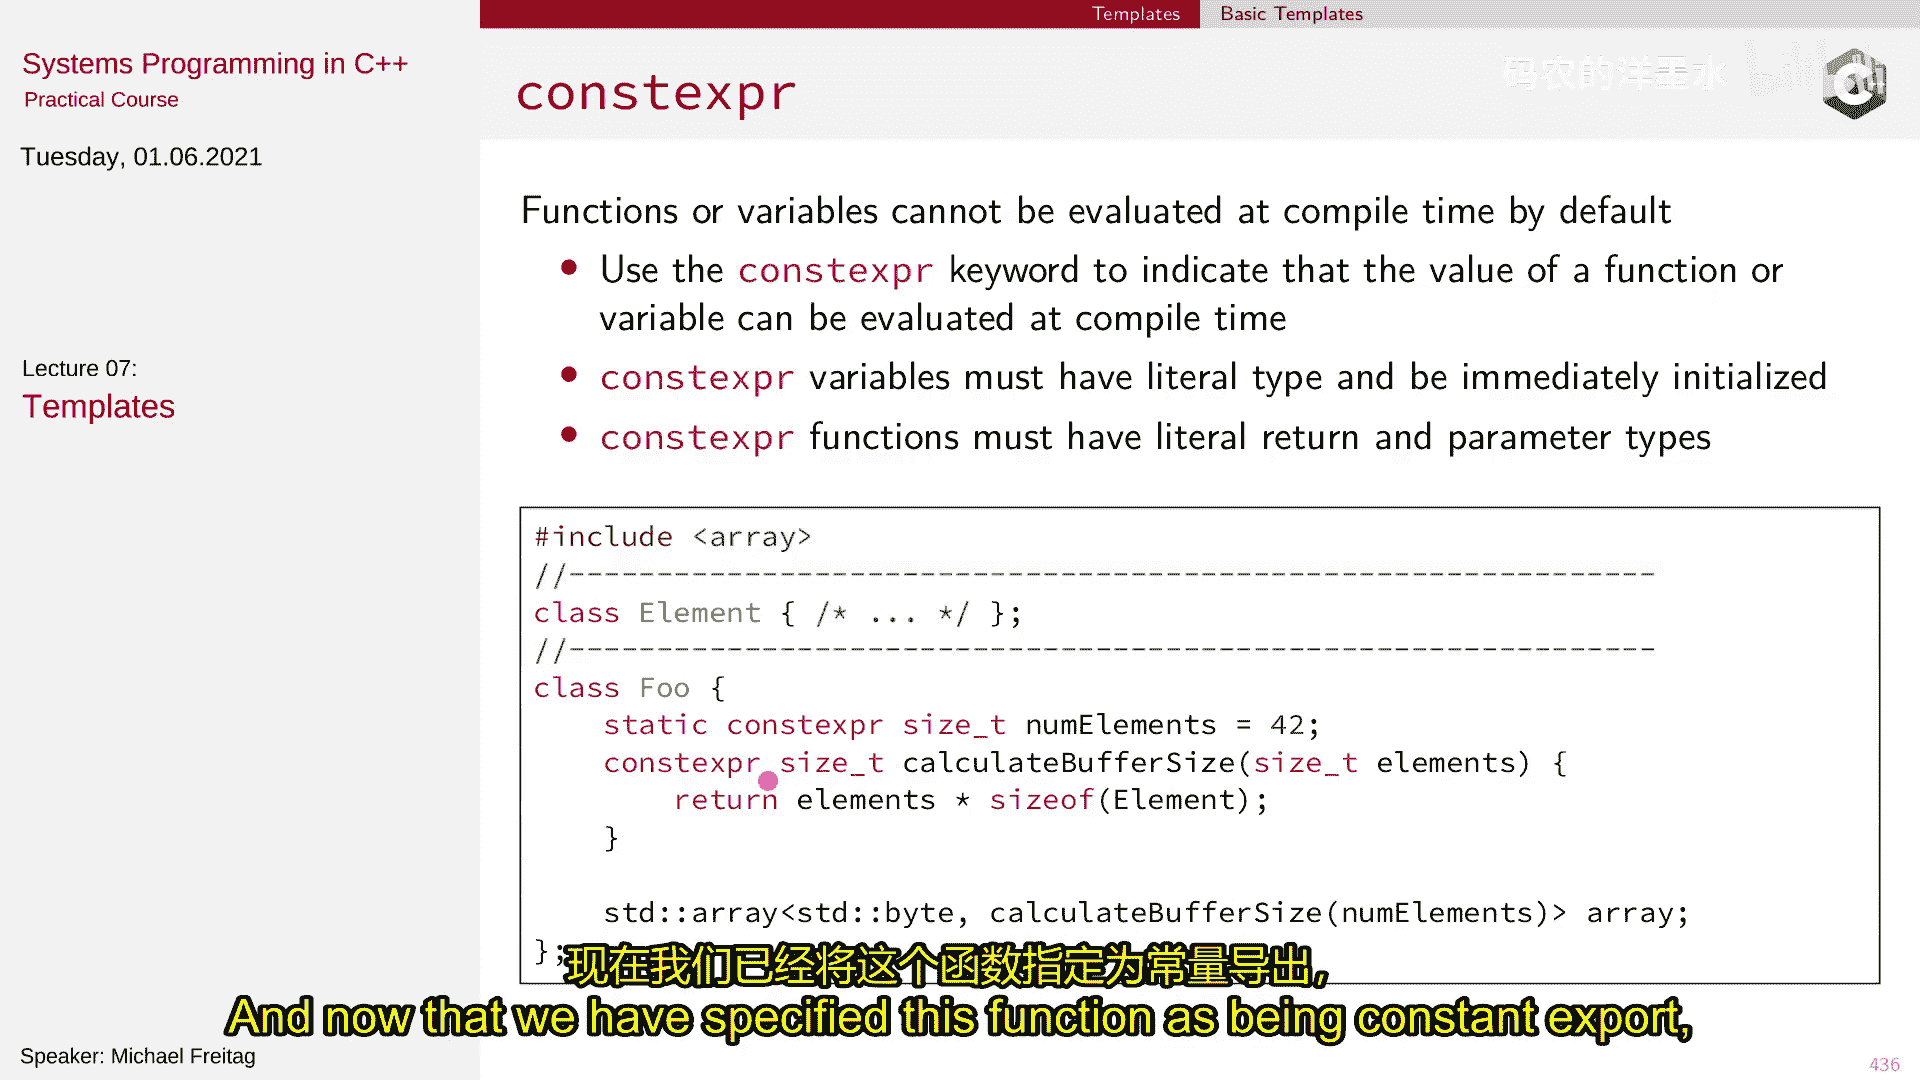 Templates Basic Templates
Systems Programming in C++
Practical Course
码农的洋墨水
constexpr
Tuesday, 01.06.2021
Functions or variables cannot be evaluated at compile time by default
• Use the constexpr keyword to indicate that the value of a function or
variable can be evaluated at compile time
• constexpr variables must have literal type and be immediately initialized
• constexpr functions must have literal return and parameter types
Lecture 07:
Templates
#include <array>
//--------------------------------------------------------------
class Element { /* ... */ };
//--------------------------------------------------------------
class Foo {
static constexpr size_t numElements = 42;
constexpr size_t calculateBufferSize(size_t elements) {
return elements * sizeof(Element);
}
std::array<std::byte, calculateBufferSize(numElements)> array;
};
现在我们已经将这个函数指定为常量导出,
And now that we have specified this function as being constant export,
Speaker: Michael Freitag
436